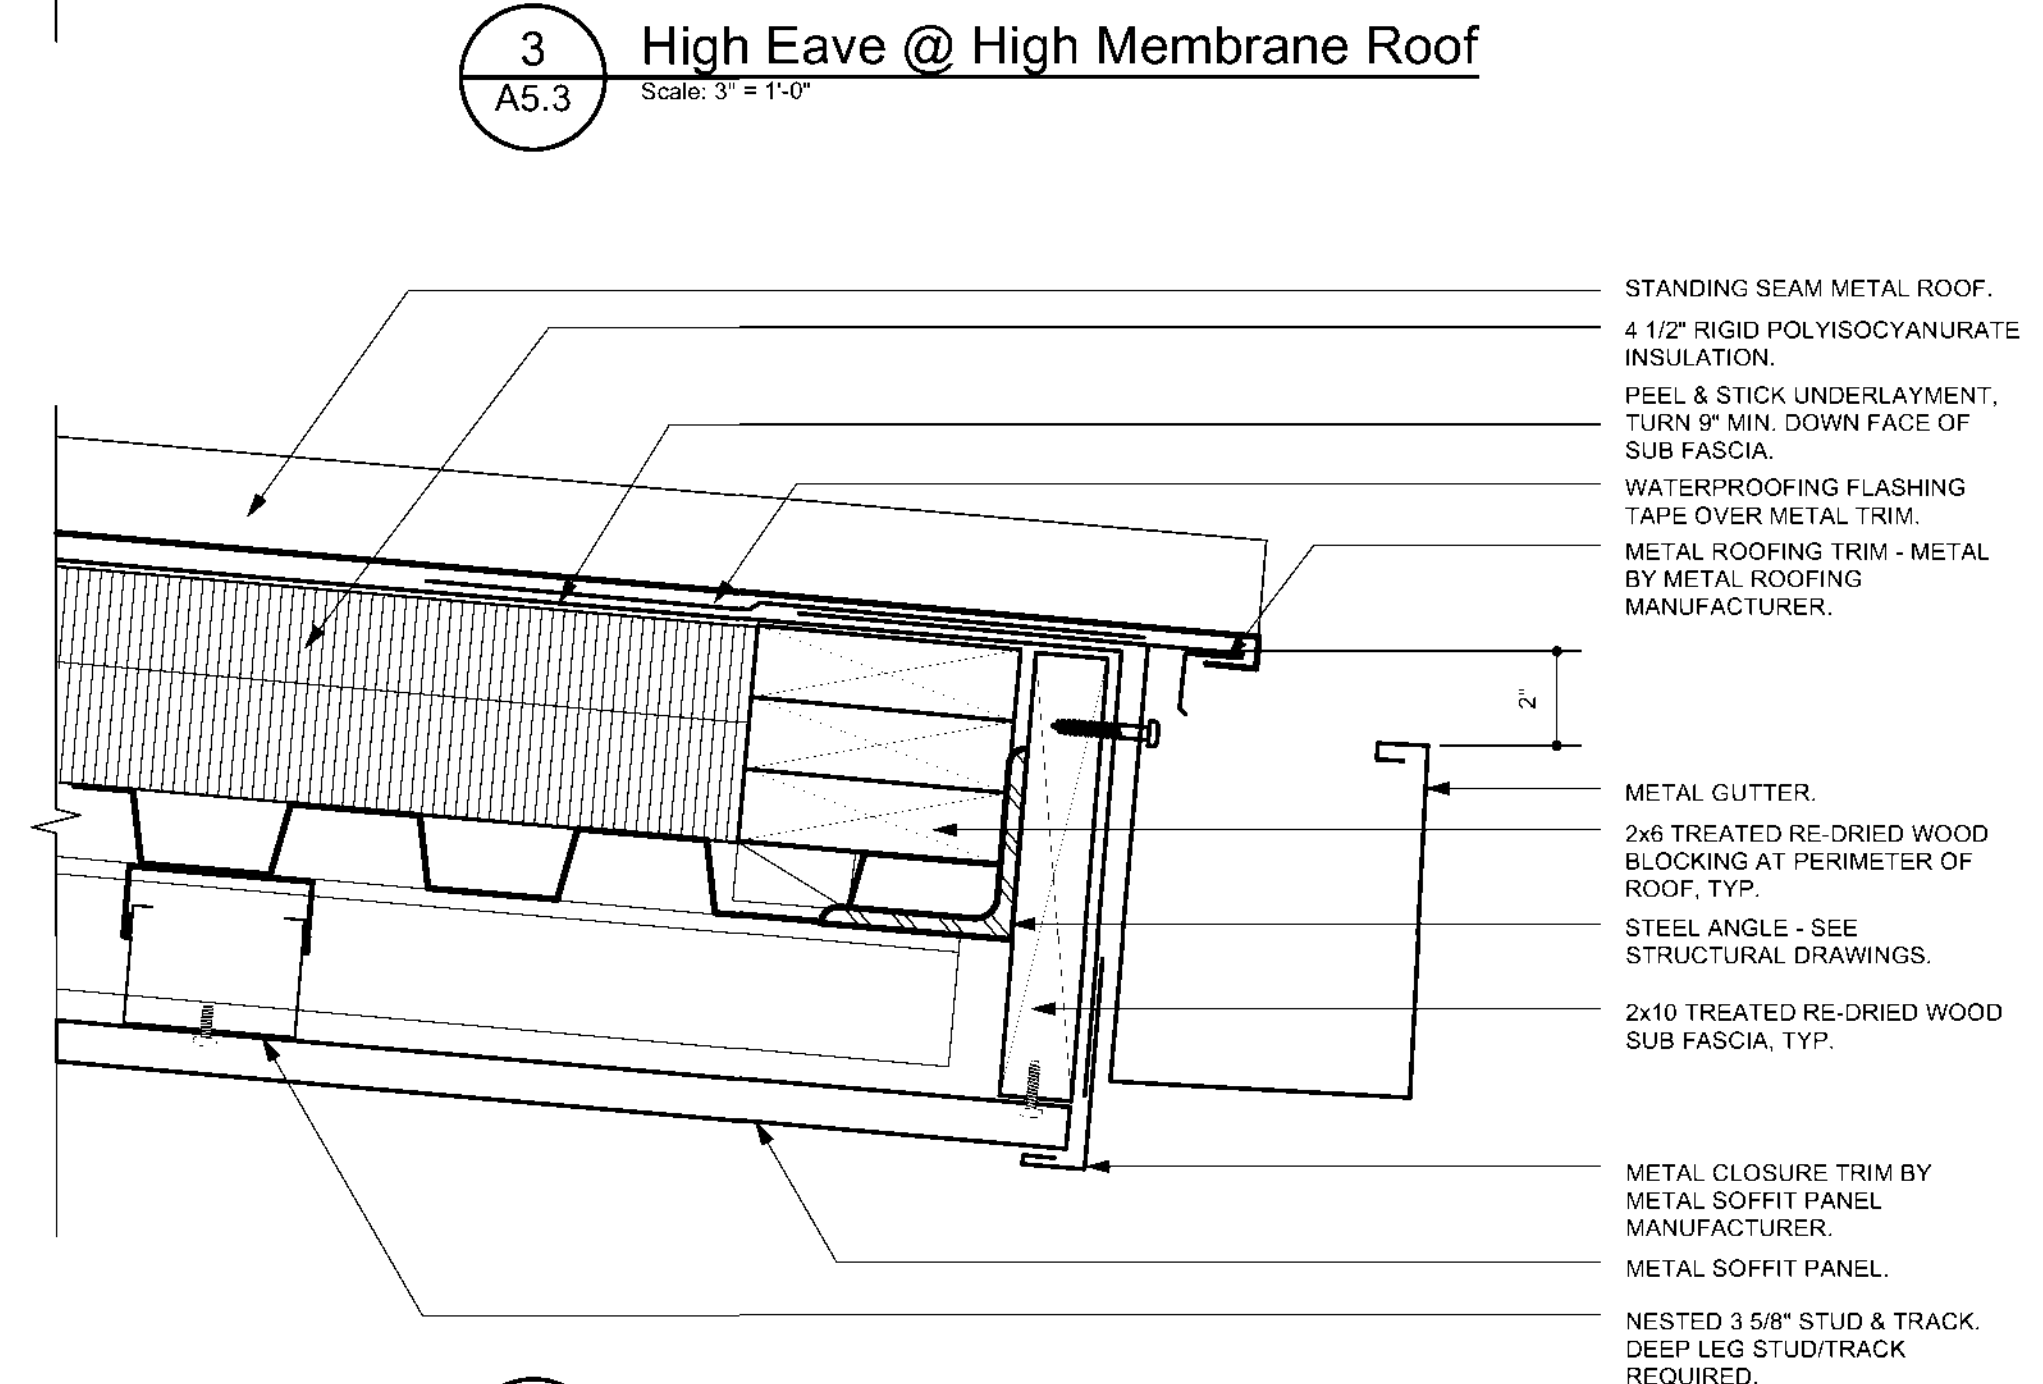 3
A5.3
High Eave @ High Membrane Roof
Scale: 3" = 1'-0"
STANDING SEAM METAL ROOF.
4 1/2" RIGID POLYISOCYANURATE
INSULATION.
PEEL & STICK UNDERLAYMENT,
TURN 9" MIN. DOWN FACE OF
SUB FASCIA.
WATERPROOFING FLASHING
TAPE OVER METAL TRIM.
METAL ROOFING TRIM - METAL
BY METAL ROOFING
MANUFACTURER.
2"
METAL GUTTER.
2x6 TREATED RE-DRIED WOOD
BLOCKING AT PERIMETER OF
ROOF, TYP.
STEEL ANGLE - SEE
STRUCTURAL DRAWINGS.
2x10 TREATED RE-DRIED WOOD
SUB FASCIA, TYP.
METAL CLOSURE TRIM BY
METAL SOFFIT PANEL
MANUFACTURER.
METAL SOFFIT PANEL.
NESTED 3 5/8" STUD & TRACK.
DEEP LEG STUD/TRACK
REQUIRED.